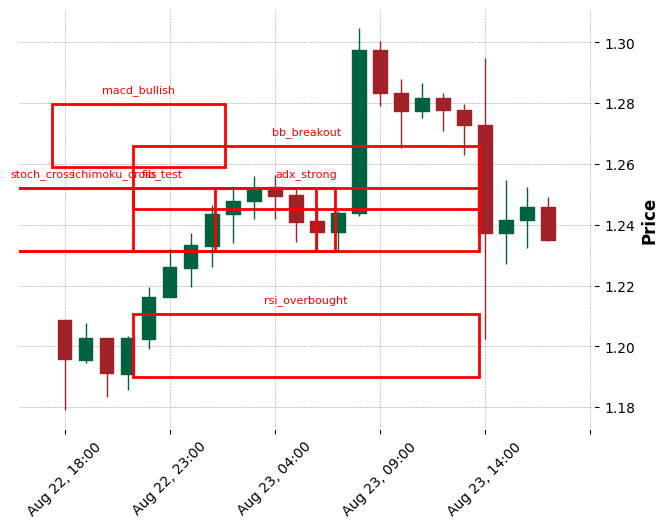 macd_bullish
bb_breakout
stoch_cross
ichimoku_cross
fib_test
adx_strong
rsi_overbought
1.30
1.28
1.26
1.24
1.22
1.20
1.18
Price
Aug 22, 18:00
Aug 22, 23:00
Aug 23, 04:00
Aug 23, 09:00
Aug 23, 14:00